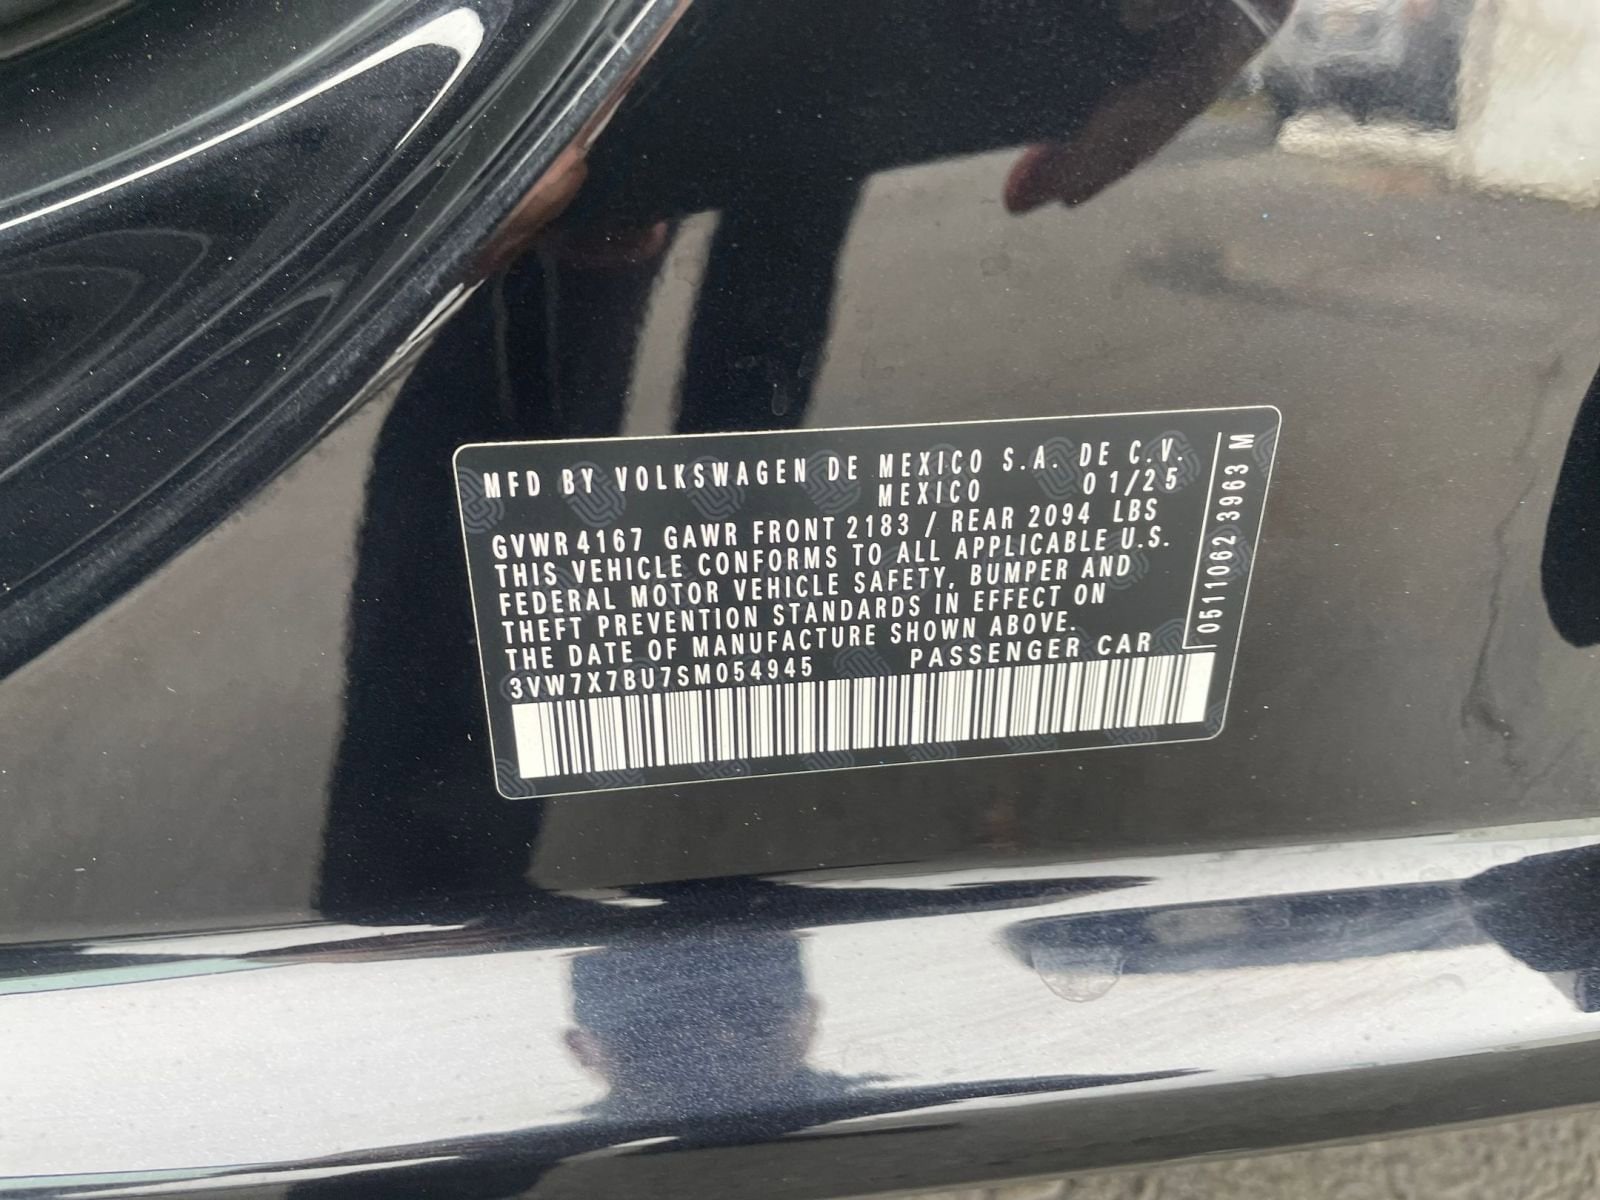 MFD BY VOLKSWAGEN DE MEXICO S.A. DE C.V.
MEXICO 01/25
GVWR 4167 GAWR FRONT 2183 / REAR 2094 LBS
THIS VEHICLE CONFORMS TO ALL APPLICABLE U.S.
FEDERAL MOTOR VEHICLE SAFETY, BUMPER AND
THEFT PREVENTION STANDARDS IN EFFECT ON
THE DATE OF MANUFACTURE SHOWN ABOVE.
3VW7X7BU7SM054945 PASSENGER CAR
0511062 3963 M